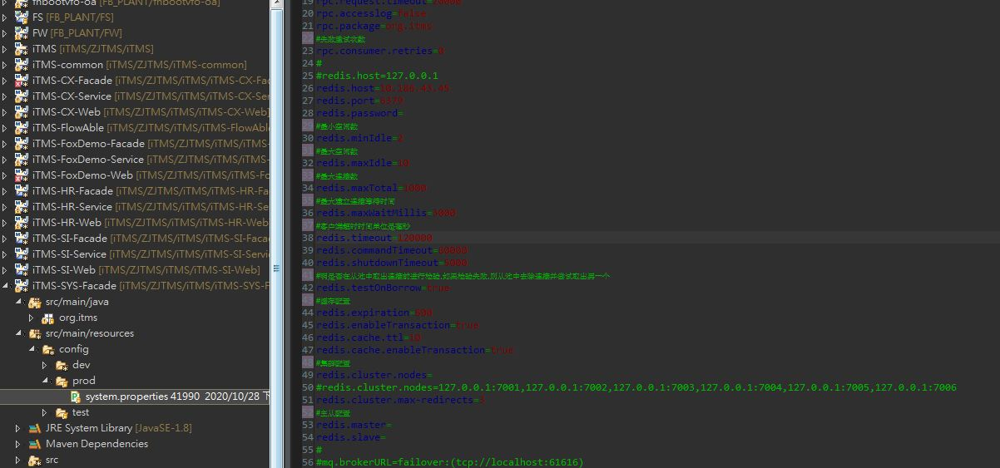 fhbootvfo-oa [FB_PLANT/fhbootvfo-oa]
FS [FB_PLANT/FS]
FW [FB_PLANT/FW]
iTMS [iTMS/ZJTMS/iTMS]
iTMS-common [iTMS/ZJTMS/iTMS-common]
iTMS-CX-Facade [iTMS/ZJTMS/iTMS/iTMS-CX-Fac
iTMS-CX-Service [iTMS/ZJTMS/iTMS/iTMS-CX-Ser
iTMS-CX-Web [iTMS/ZJTMS/iTMS/iTMS-CX-Web]
iTMS-FlowAble [iTMS/ZJTMS/iTMS/iTMS-FlowAble
iTMS-FoxDemo-Facade [iTMS/ZJTMS/iTMS/iTMS-
iTMS-FoxDemo-Service [iTMS/ZJTMS/iTMS/iTMS-
iTMS-FoxDemo-Web [iTMS/ZJTMS/iTMS/iTMS-Fo
iTMS-HR-Facade [iTMS/ZJTMS/iTMS/iTMS-HR-Fa
iTMS-HR-Service [iTMS/ZJTMS/iTMS/iTMS-HR-Se
iTMS-HR-Web [iTMS/ZJTMS/iTMS/iTMS-HR-Web]
iTMS-SI-Facade [iTMS/ZJTMS/iTMS/iTMS-SI-Facad
iTMS-SI-Service [iTMS/ZJTMS/iTMS/iTMS-SI-Servic
iTMS-SI-Web [iTMS/ZJTMS/iTMS/iTMS-SI-Web]
iTMS-SYS-Facade [iTMS/ZJTMS/iTMS/iTMS-SYS-F
src/main/java
org.itms
src/main/resources
config
dev
prod
system.properties 41990 2020/10/28 下
test
JRE System Library [JavaSE-1.8]
Maven Dependencies
src
19 rpc.request.timeout=20000
20 rpc.accesslog=false
21 rpc.package=org.itms
22 #失败重试次数
23 rpc.consumer.retries=0
24 #
25 #redis.host=127.0.0.1
26 redis.host=10.166.43.45
27 redis.port=6379
28 redis.password=
29 #最小空闲数
30 redis.minIdle=2
31 #最大空闲数
32 redis.maxIdle=10
33 #最大连接数
34 redis.maxTotal=1000
35 #最大建立连接等待时间
36 redis.maxWaitMillis=3000
37 #客户端超时时间单位是毫秒
38 redis.timeout=120000
39 redis.commandTimeout=60000
40 redis.shutdownTimeout=5000
41 #明是否在从池中取出连接前进行检验,如果检验失败,则从池中去除连接并尝试取出另一个
42 redis.testOnBorrow=true
43 #缓存配置
44 redis.expiration=600
45 redis.enableTransaction=true
46 redis.cache.ttl=10
47 redis.cache.enableTransaction=true
48 #集群配置
49 redis.cluster.nodes=
50 #redis.cluster.nodes=127.0.0.1:7001,127.0.0.1:7002,127.0.0.1:7003,127.0.0.1:7004,127.0.0.1:7005,127.0.0.1:7006
51 redis.cluster.max-redirects=3
52 #主从配置
53 redis.master=
54 redis.slave=
55 #
56 #mq.brokerURL=failover:(tcp://localhost:61616)